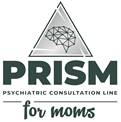 PRISM
PSYCHIATRIC CONSULTATION LINE
for moms